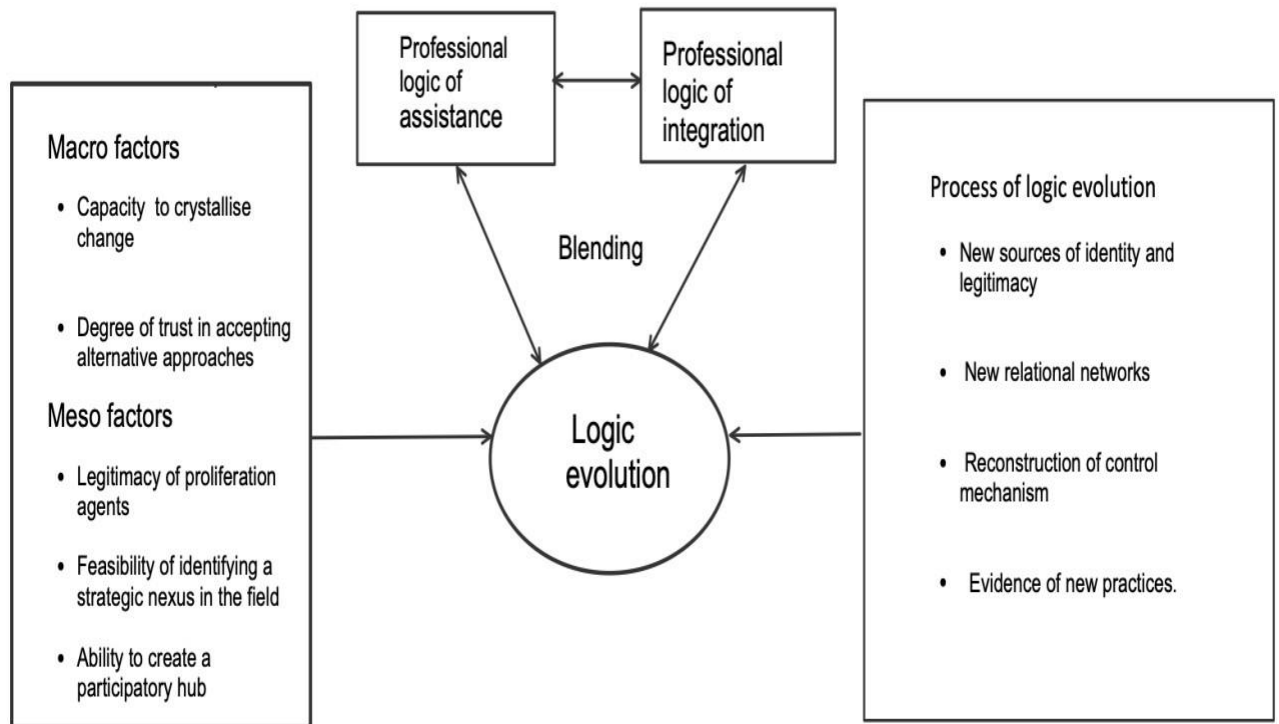 Professional
logic of
assistance
Professional
logic of
integration
Macro factors
• Capacity to crystallise
change
• Degree of trust in accepting
alternative approaches
Meso factors
• Legitimacy of proliferation
agents
• Feasibility of identifying a
strategic nexus in the field
• Ability to create a
participatory hub
Blending
Logic
evolution
Process of logic evolution
• New sources of identity and
legitimacy
• New relational networks
• Reconstruction of control
mechanism
• Evidence of new practices.